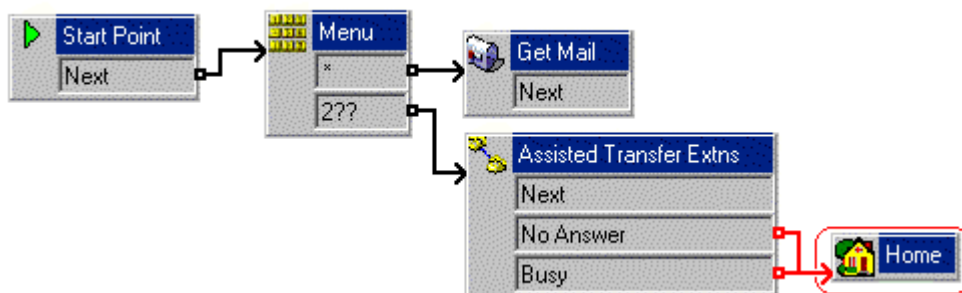 Start Point
Next
Menu
*
2??
Get Mail
Next
Assisted Transfer Extns
Next
No Answer
Busy
Home